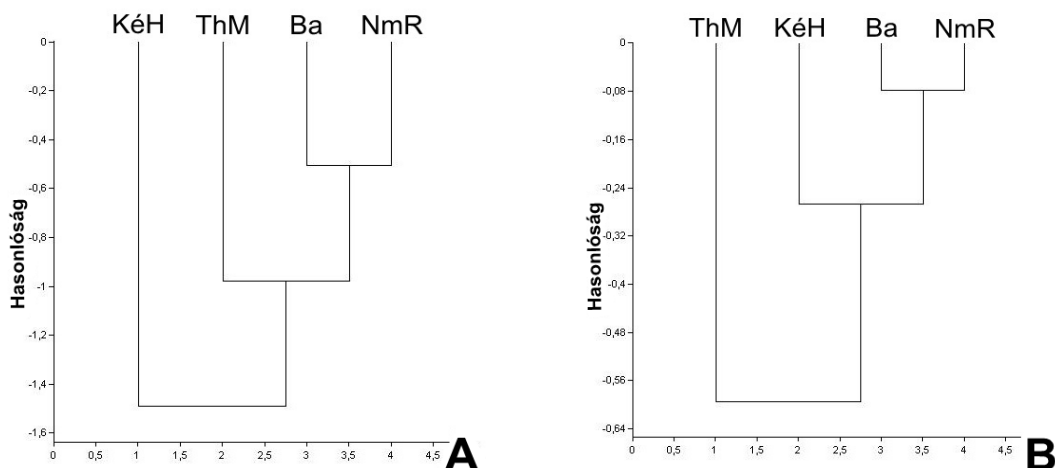 KéH ThM Ba NmR
0
-0,2
-0,4
-0,6
-0,8
-1
-1,2
-1,4
-1,6
Hasonlóság
0 0,5 1 1,5 2 2,5 3 3,5 4 4,5
A
ThM KéH Ba NmR
0
-0,08
-0,16
-0,24
-0,32
-0,4
-0,48
-0,56
-0,64
Hasonlóság
0 0,5 1 1,5 2 2,5 3 3,5 4 4,5
B